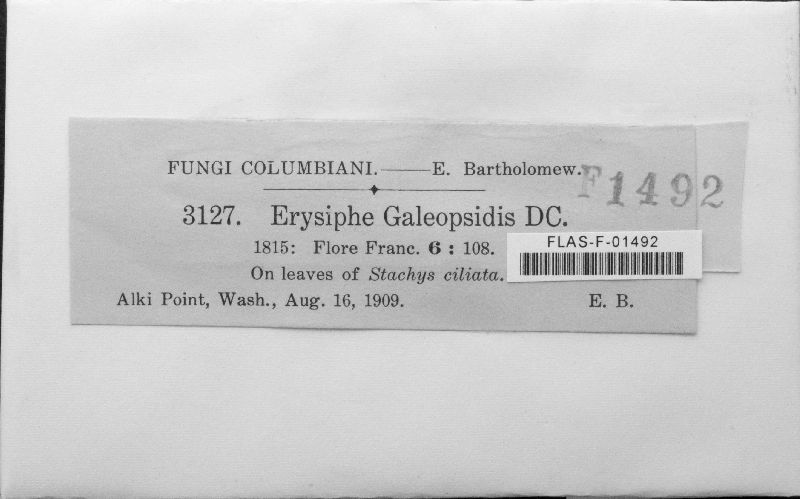 FUNGI COLUMBIANI.——E. Bartholomew.
F1492
3127. Erysiphe Galeopsidis DC.
1815: Flore Franc. 6 : 108.
FLAS-F-01492
On leaves of Stachys ciliata.
Alki Point, Wash., Aug. 16, 1909. E. B.